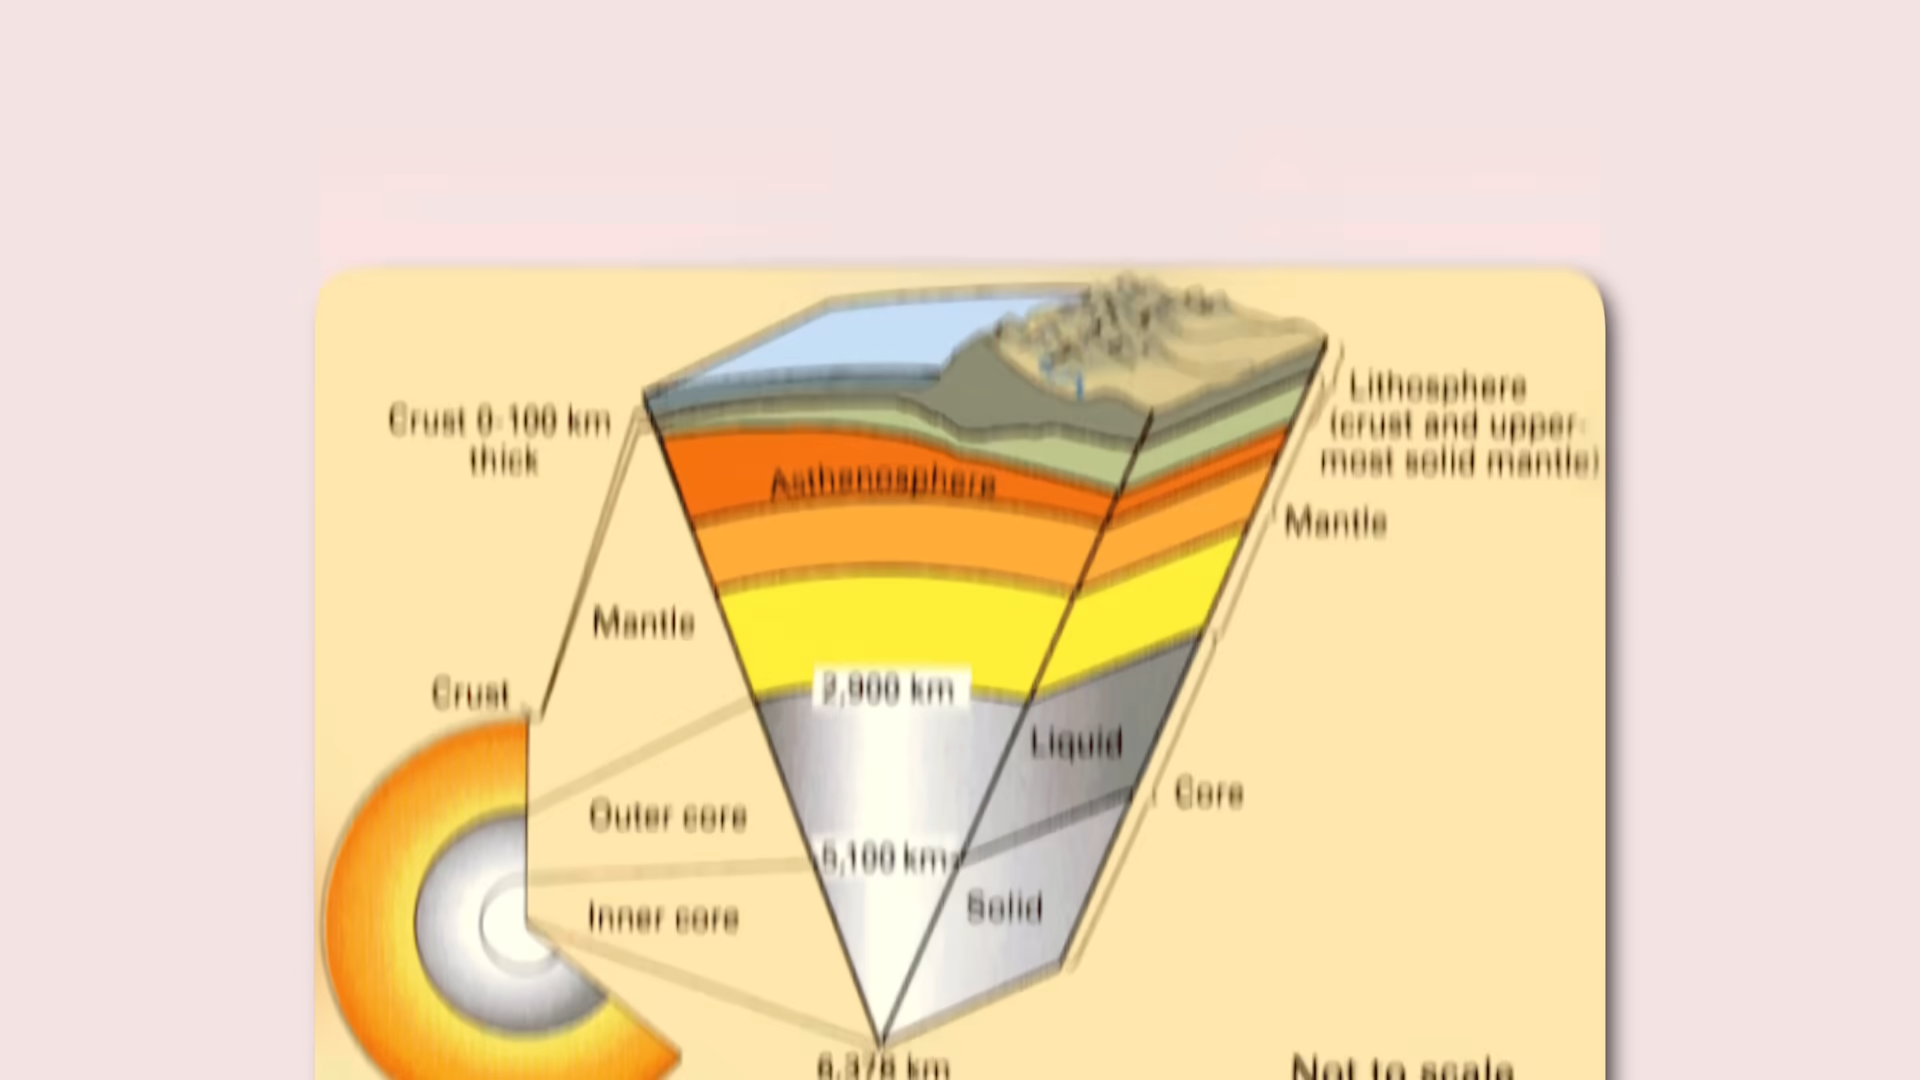 Crust 0-100 km
thick
Lithosphere
(crust and upper-
most solid mantle)
Asthenosphere
Mantle
Mantle
Crust
2,900 km
Liquid
Core
Outer core
5,100 km
Solid
Inner core
6,378 km
Not to scale